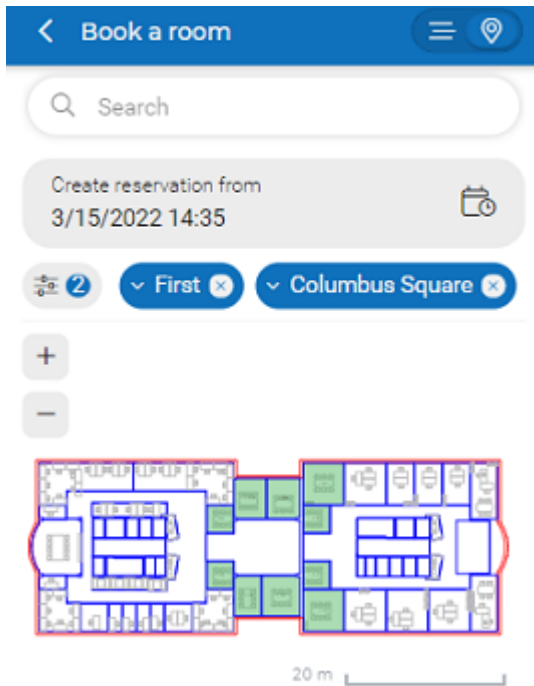 Book a room
Search
Create reservation from
3/15/2022 14:35
2 First Columbus Square
+
−
20 m